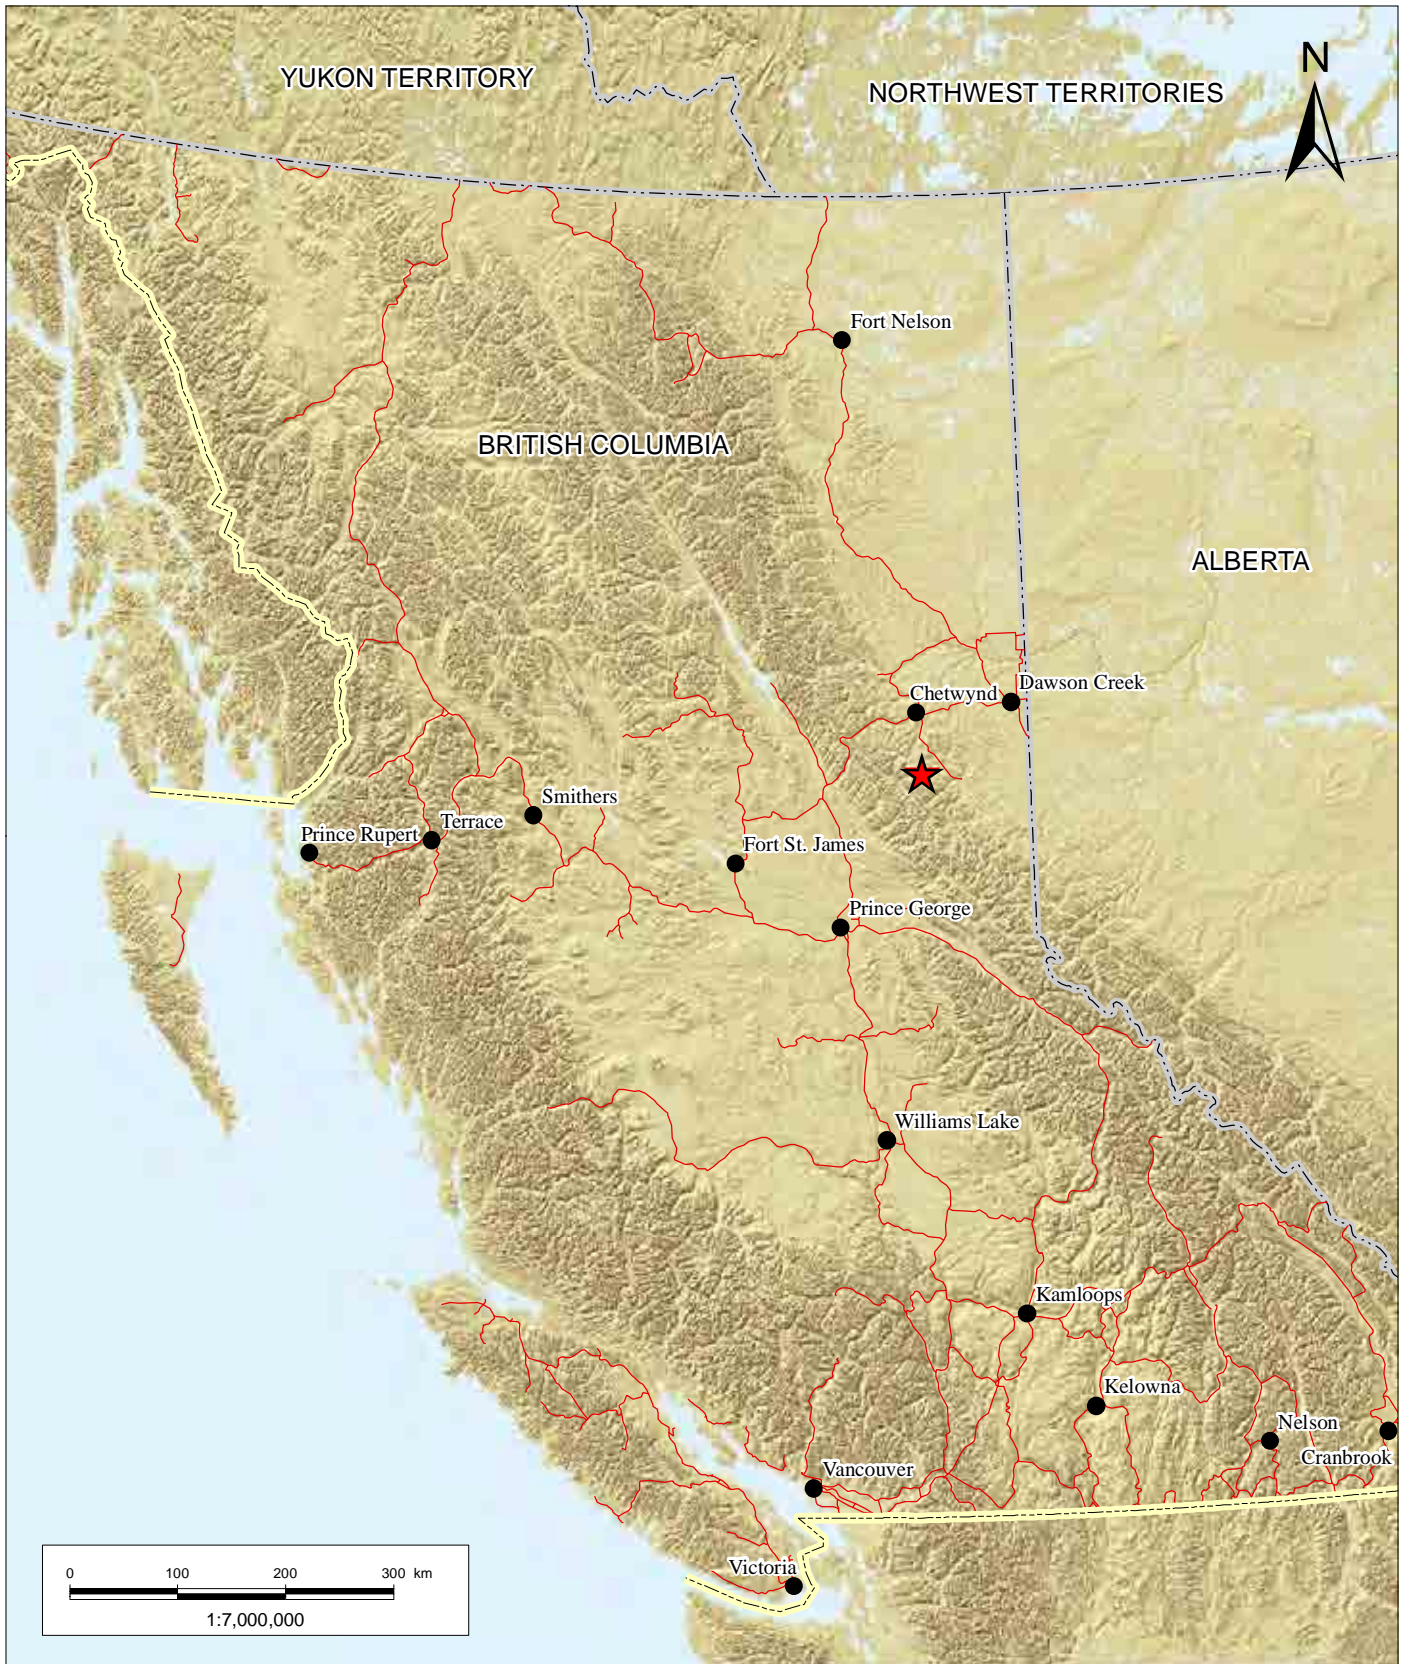 YUKON TERRITORY
NORTHWEST TERRITORIES
N
Fort Nelson
BRITISH COLUMBIA
ALBERTA
Dawson Creek
Chetwynd
Smithers
Prince Rupert
Terrace
Fort St. James
Prince George
Williams Lake
Kamloops
Kelowna
Nelson
Cranbrook
Vancouver
Victoria
0 100 200 300 km
1:7,000,000